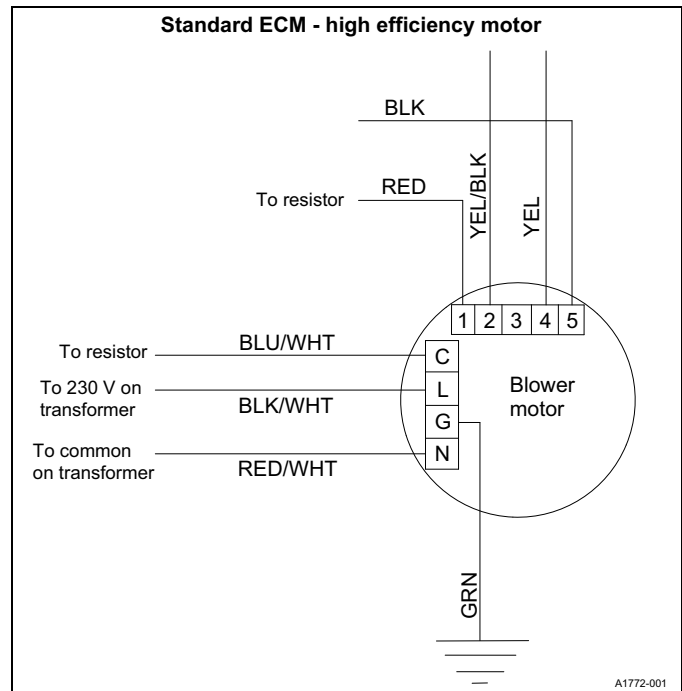 Standard ECM - high efficiency motor
BLK
To resistor
RED
YEL/BLK
YEL
1 2 3 4 5
To resistor
BLU/WHT
C
To 230 V on
transformer
BLK/WHT
L
Blower
motor
G
To common
on transformer
RED/WHT
N
GRN
A1772-001